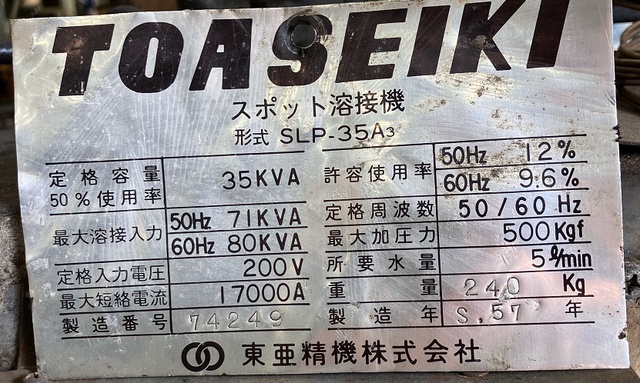 TOASEIKI
スポット溶接機
形式 SLP-35A3
定格容量
50%使用率 35KVA
最大溶接入力 50Hz 71KVA
60Hz 80KVA
定格入力電圧 200V
最大短絡電流 17000A
製造番号 74249
許容使用率 50Hz 12%
60Hz 9.6%
定格周波数 50/60 Hz
最大加圧力 500Kgf
所要水量 5ℓ/min
重量 240 Kg
製造年 S.57 年
東亜精機株式会社